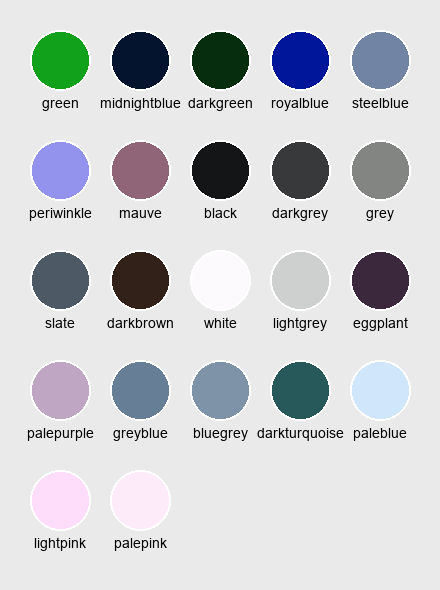 green midnightblue darkgreen royalblue steelblue
periwinkle mauve black darkgrey grey
slate darkbrown white lightgrey eggplant
palepurple greyblue bluegrey darkturquoise paleblue
lightpink palepink